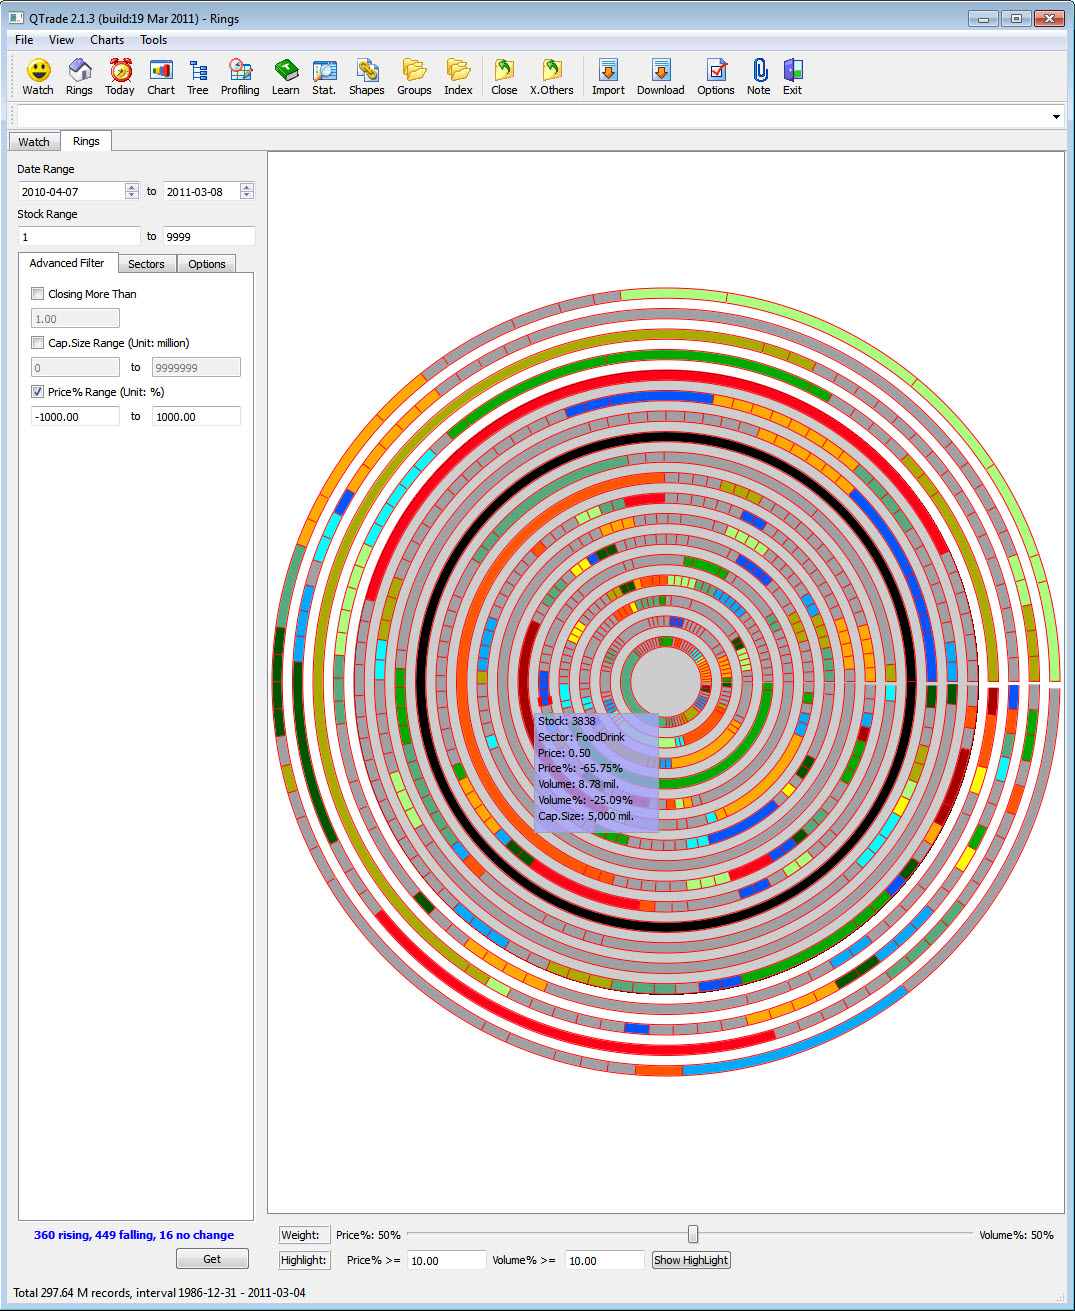 QTrade 2.1.3 (build:19 Mar 2011) - Rings
File View Charts Tools
Watch Rings Today Chart Tree Profiling Learn Stat. Shapes Groups Index Close X.Others Import Download Options Note Exit
Watch Rings
Date Range
2010-04-07 to 2011-03-08
Stock Range
1 to 9999
Advanced Filter Sectors Options
Closing More Than
1.00
Cap.Size Range (Unit: million)
0 to 9999999
Price% Range (Unit: %)
-1000.00 to 1000.00
Stock: 3838
Sector: FoodDrink
Price: 0.50
Price%: -65.75%
Volume: 8.78 mil.
Volume%: -25.09%
Cap.Size: 5,000 mil.
360 rising, 449 falling, 16 no change
Get
Weight: Price%: 50% Volume%: 50%
Highlight: Price% >= 10.00 Volume% >= 10.00 Show HighLight
Total 297.64 M records, interval 1986-12-31 - 2011-03-04